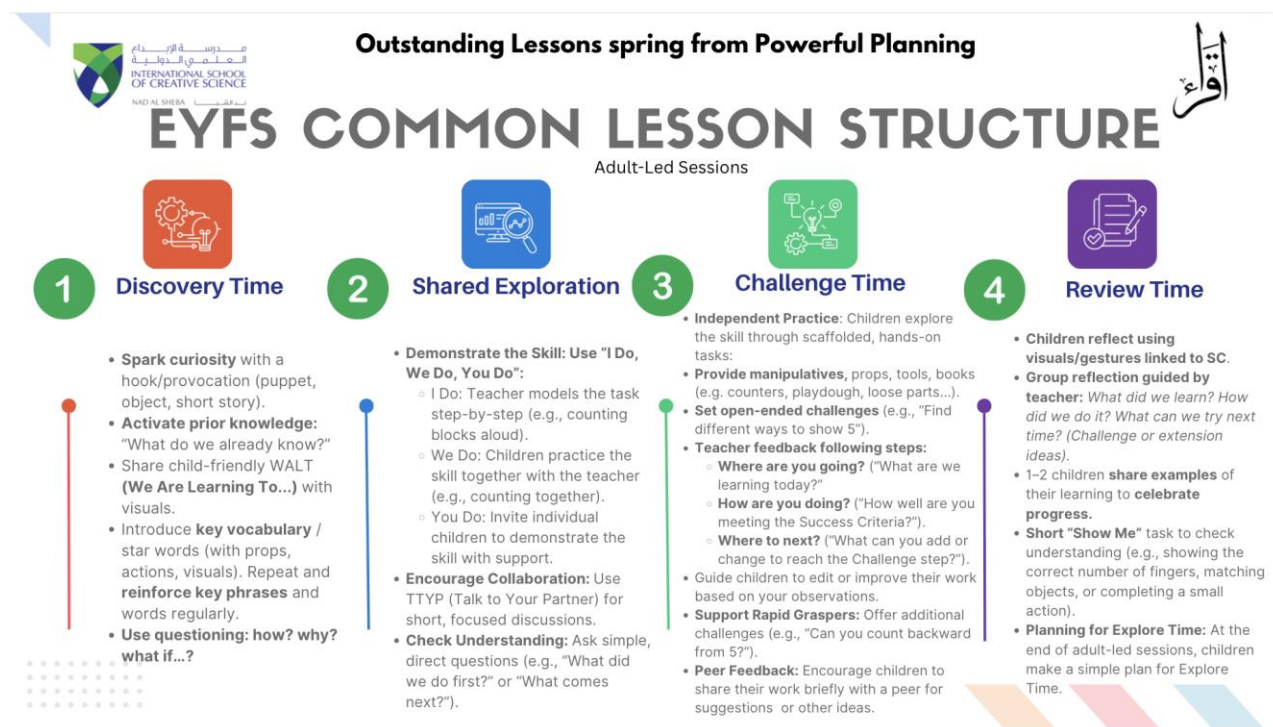 Outstanding Lessons spring from Powerful Planning
مدرسة الإبداع
العلمي الدولية
INTERNATIONAL SCHOOL
OF CREATIVE SCIENCE
NAD AL SHEBA ند الشبا
اقرأ
EYFS COMMON LESSON STRUCTURE
Adult-Led Sessions
1
Discovery Time
• Spark curiosity with a
hook/provocation (puppet,
object, short story).
• Activate prior knowledge:
"What do we already know?"
• Share child-friendly WALT
(We Are Learning To...) with
visuals.
• Introduce key vocabulary /
star words (with props,
actions, visuals). Repeat and
reinforce key phrases and
words regularly.
• Use questioning: how? why?
what if...?
2
Shared Exploration
• Demonstrate the Skill: Use "I Do,
We Do, You Do":
◦ I Do: Teacher models the task
step-by-step (e.g., counting
blocks aloud).
◦ We Do: Children practice the
skill together with the teacher
(e.g., counting together).
◦ You Do: Invite individual
children to demonstrate the
skill with support.
• Encourage Collaboration: Use
TTYP (Talk to Your Partner) for
short, focused discussions.
• Check Understanding: Ask simple,
direct questions (e.g., "What did
we do first?" or "What comes
next?").
3
Challenge Time
• Independent Practice: Children explore
the skill through scaffolded, hands-on
tasks:
• Provide manipulatives, props, tools, books
(e.g. counters, playdough, loose parts...).
• Set open-ended challenges (e.g., "Find
different ways to show 5").
• Teacher feedback following steps:
◦ Where are you going? ("What are we
learning today?"
◦ How are you doing? ("How well are you
meeting the Success Criteria?").
◦ Where to next? ("What can you add or
change to reach the Challenge step?").
• Guide children to edit or improve their work
based on your observations.
• Support Rapid Graspers: Offer additional
challenges (e.g., "Can you count backward
from 5?").
• Peer Feedback: Encourage children to
share their work briefly with a peer for
suggestions or other ideas.
4
Review Time
• Children reflect using
visuals/gestures linked to SC.
• Group reflection guided by
teacher: What did we learn? How
did we do it? What can we try next
time? (Challenge or extension
ideas).
• 1–2 children share examples of
their learning to celebrate
progress.
• Short "Show Me" task to check
understanding (e.g., showing the
correct number of fingers, matching
objects, or completing a small
action).
• Planning for Explore Time: At the
end of adult-led sessions, children
make a simple plan for Explore
Time.